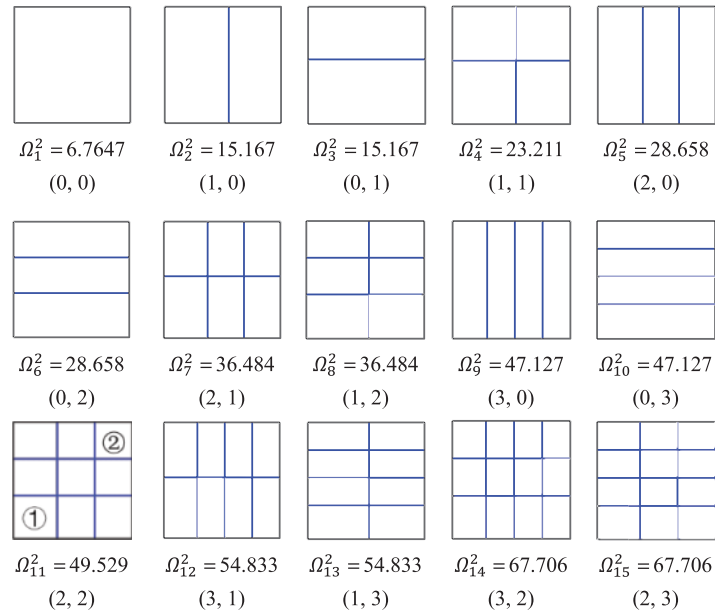 Ω₁² = 6.7647 Ω₂² = 15.167 Ω₃² = 15.167 Ω₄² = 23.211 Ω₅² = 28.658
(0, 0) (1, 0) (0, 1) (1, 1) (2, 0)
Ω₆² = 28.658 Ω₇² = 36.484 Ω₈² = 36.484 Ω₉² = 47.127 Ω₁₀² = 47.127
(0, 2) (2, 1) (1, 2) (3, 0) (0, 3)
②
①
Ω₁₁² = 49.529 Ω₁₂² = 54.833 Ω₁₃² = 54.833 Ω₁₄² = 67.706 Ω₁₅² = 67.706
(2, 2) (3, 1) (1, 3) (3, 2) (2, 3)